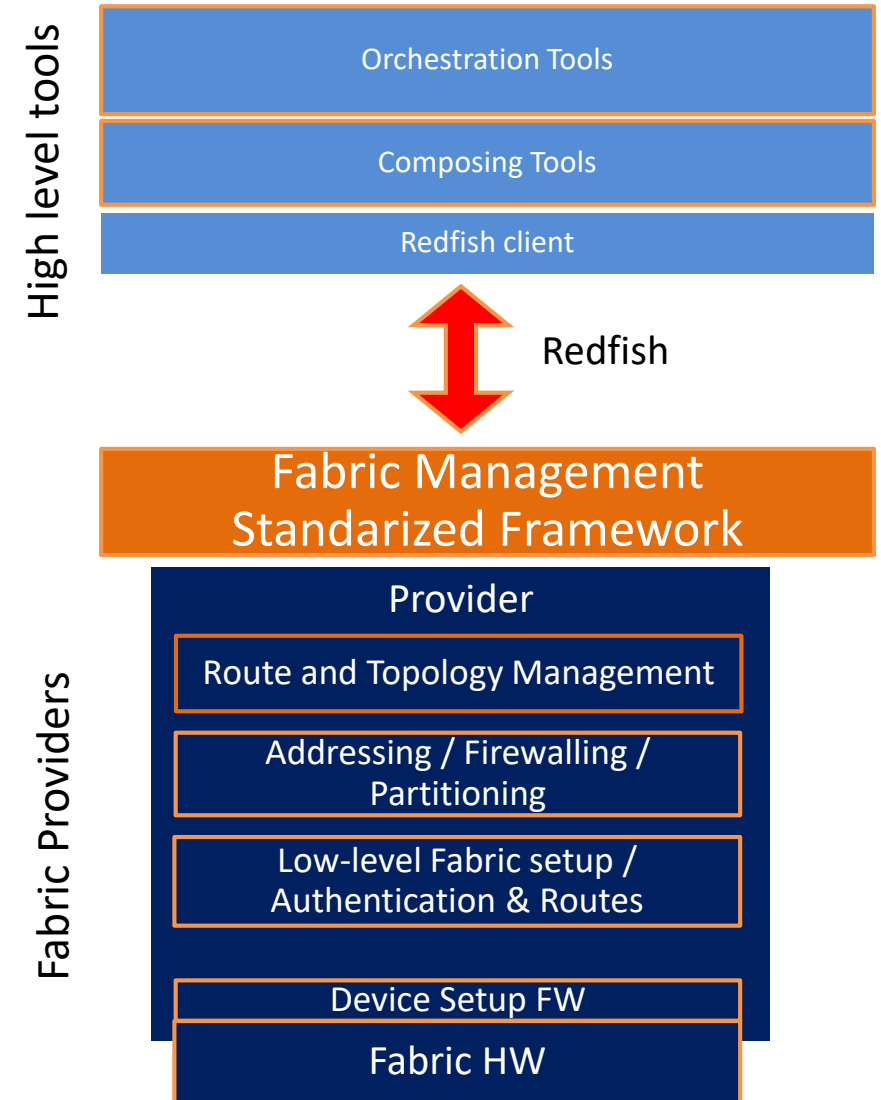 High level tools
Orchestration Tools
Composing Tools
Redfish client
Redfish
Fabric Management
Standarized Framework
Fabric Providers
Provider
Route and Topology Management
Addressing / Firewalling /
Partitioning
Low-level Fabric setup /
Authentication & Routes
Device Setup FW
Fabric HW